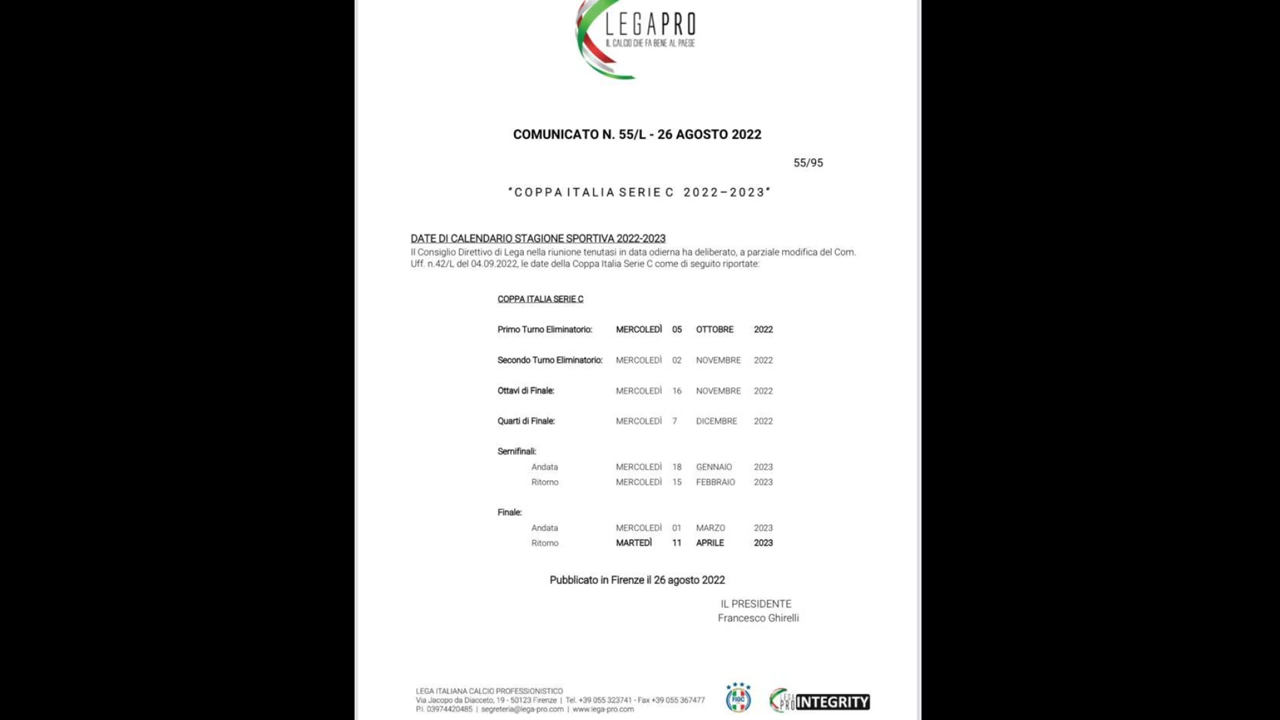 LEGAPRO
IL CALCIO CHE FA BENE AL PAESE
COMUNICATO N. 55/L - 26 AGOSTO 2022
55/95
"COPPA ITALIA SERIE C 2022–2023"
DATE DI CALENDARIO STAGIONE SPORTIVA 2022-2023
Il Consiglio Direttivo di Lega nella riunione tenutasi in data odierna ha deliberato, a parziale modifica del Com.
Uff. n.42/L del 04.09.2022, le date della Coppa Italia Serie C come di seguito riportate:
COPPA ITALIA SERIE C
Primo Turno Eliminatorio: MERCOLEDÌ 05 OTTOBRE 2022
Secondo Turno Eliminatorio: MERCOLEDÌ 02 NOVEMBRE 2022
Ottavi di Finale: MERCOLEDÌ 16 NOVEMBRE 2022
Quarti di Finale: MERCOLEDÌ 7 DICEMBRE 2022
Semifinali:
Andata MERCOLEDÌ 18 GENNAIO 2023
Ritorno MERCOLEDÌ 15 FEBBRAIO 2023
Finale:
Andata MERCOLEDÌ 01 MARZO 2023
Ritorno MARTEDÌ 11 APRILE 2023
Pubblicato in Firenze il 26 agosto 2022
IL PRESIDENTE
Francesco Ghirelli
LEGA ITALIANA CALCIO PROFESSIONISTICO
Via Jacopo da Diacceto, 19 - 50123 Firenze | Tel. +39 055 323741 - Fax +39 055 367477
P.I. 03974420485 | segreteria@lega-pro.com | www.lega-pro.com
FIGC
LEGA PRO INTEGRITY